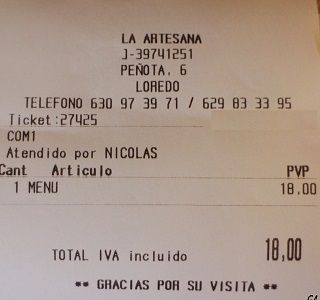 LA ARTESANA
J-39741251
PEÑOTA, 6
LOREDO
TELEFONO 630 97 39 71 / 629 83 33 95
Ticket:27425
COM1
Atendido por NICOLAS
Cant Articulo PVP
1 MENU 18.00
TOTAL IVA incluido 18,00
** GRACIAS POR SU VISITA **